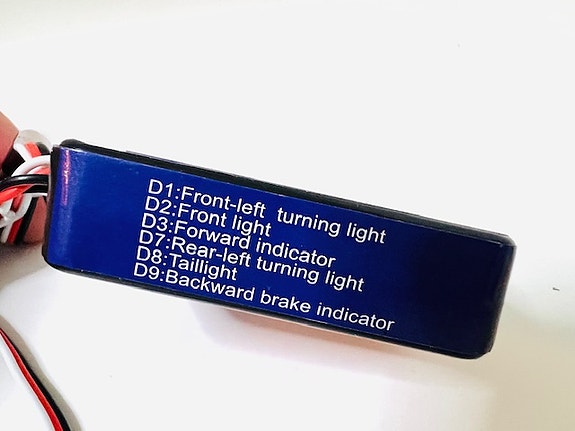 D1:Front-left turning light
D2:Front light
D3:Forward indicator
D7:Rear-left turning light
D8:Taillight
D9:Backward brake indicator